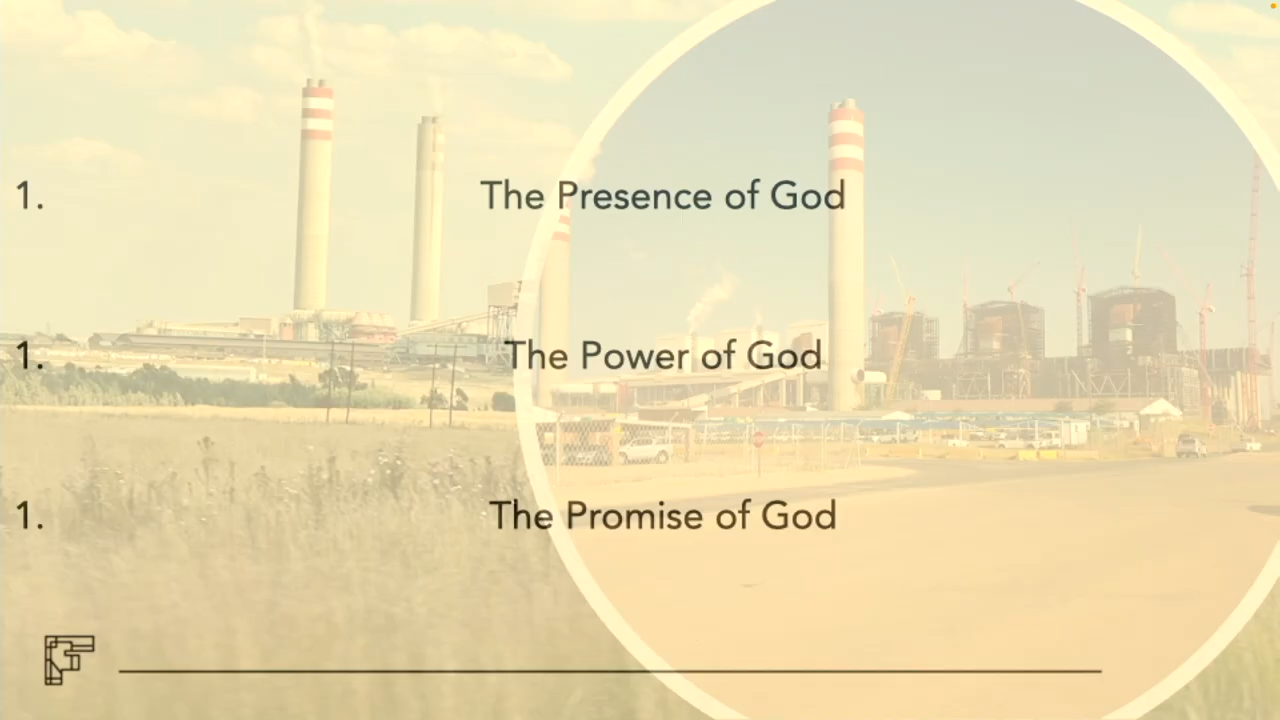 1. The Presence of God
1. The Power of God
1. The Promise of God